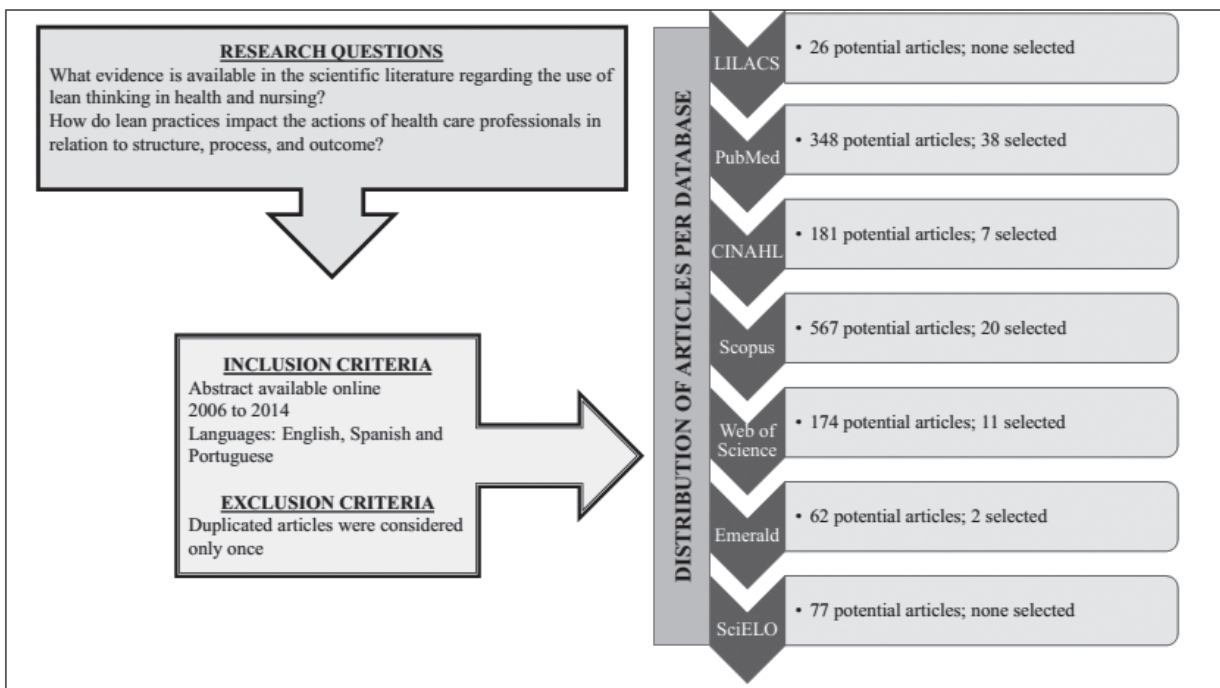 RESEARCH QUESTIONS
What evidence is available in the scientific literature regarding the use of
lean thinking in health and nursing?
How do lean practices impact the actions of health care professionals in
relation to structure, process, and outcome?
INCLUSION CRITERIA
Abstract available online
2006 to 2014
Languages: English, Spanish and
Portuguese
EXCLUSION CRITERIA
Duplicated articles were considered
only once
DISTRIBUTION OF ARTICLES PER DATABASE
LILACS
• 26 potential articles; none selected
PubMed
• 348 potential articles; 38 selected
CINAHL
• 181 potential articles; 7 selected
Scopus
• 567 potential articles; 20 selected
Web of
Science
• 174 potential articles; 11 selected
Emerald
• 62 potential articles; 2 selected
SciELO
• 77 potential articles; none selected